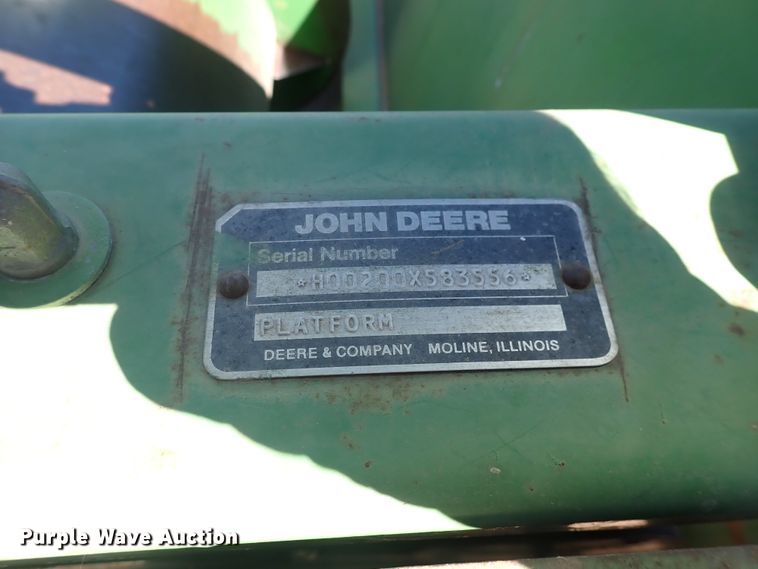 JOHN DEERE
Serial Number
*H00200X583556*
PLATFORM
DEERE & COMPANY MOLINE, ILLINOIS
Purple Wave Auction